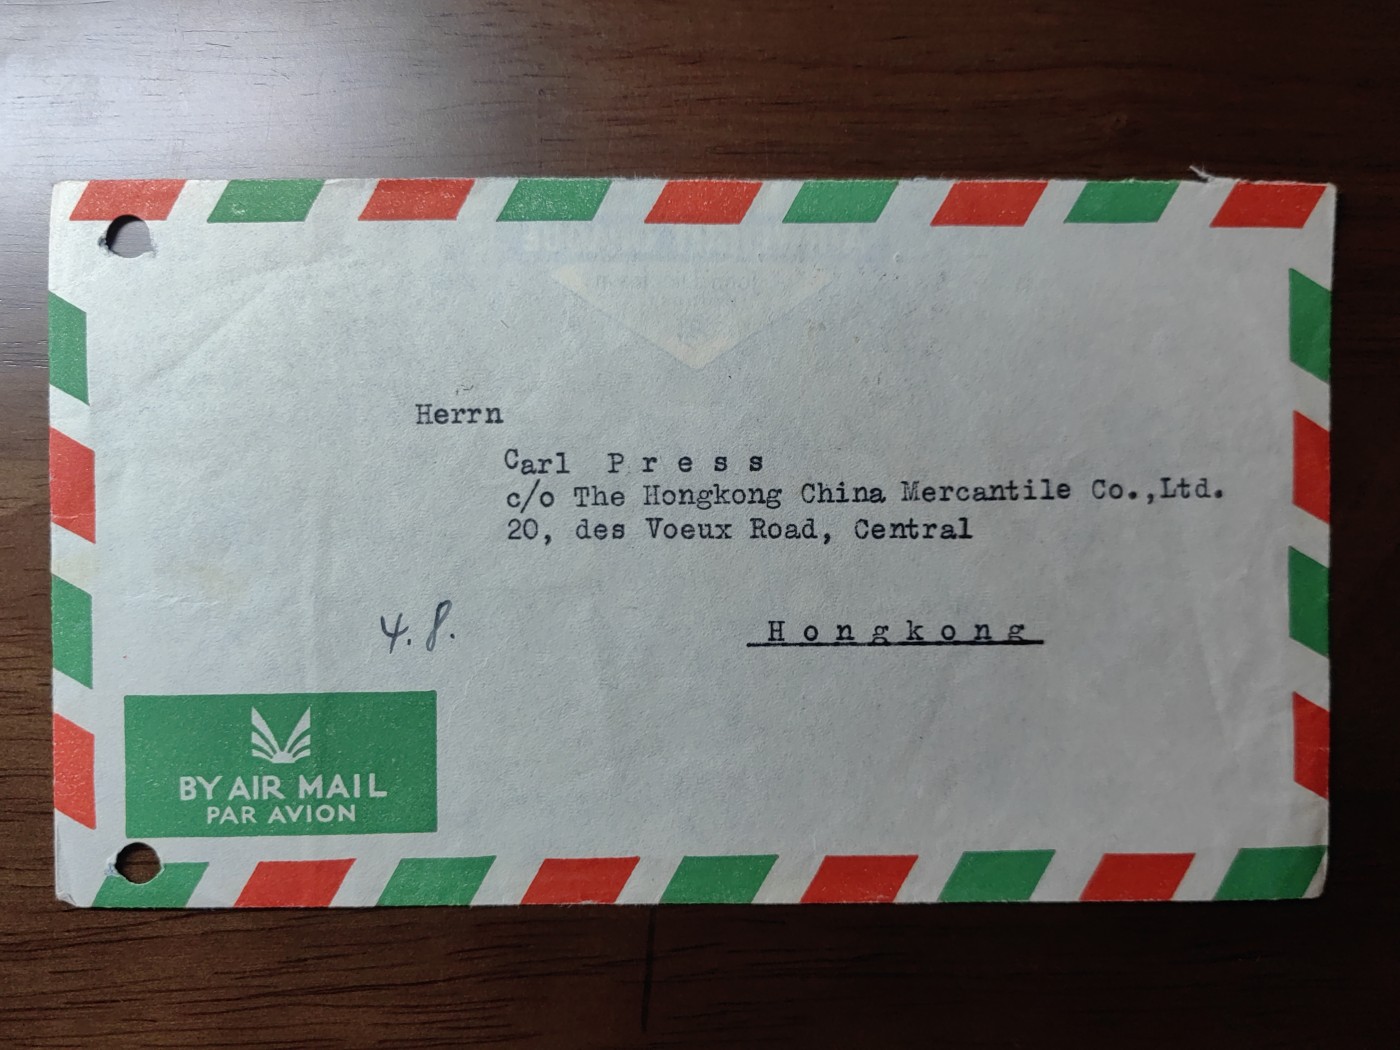 Herrn
Carl P r e s s
c/o The Hongkong China Mercantile Co.,Ltd.
20, des Voeux Road, Central
4. 8.
H o n g k o n g
BY AIR MAIL
PAR AVION